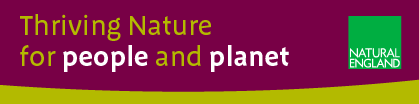 Thriving Nature
for people and planet
NATURAL
ENGLAND